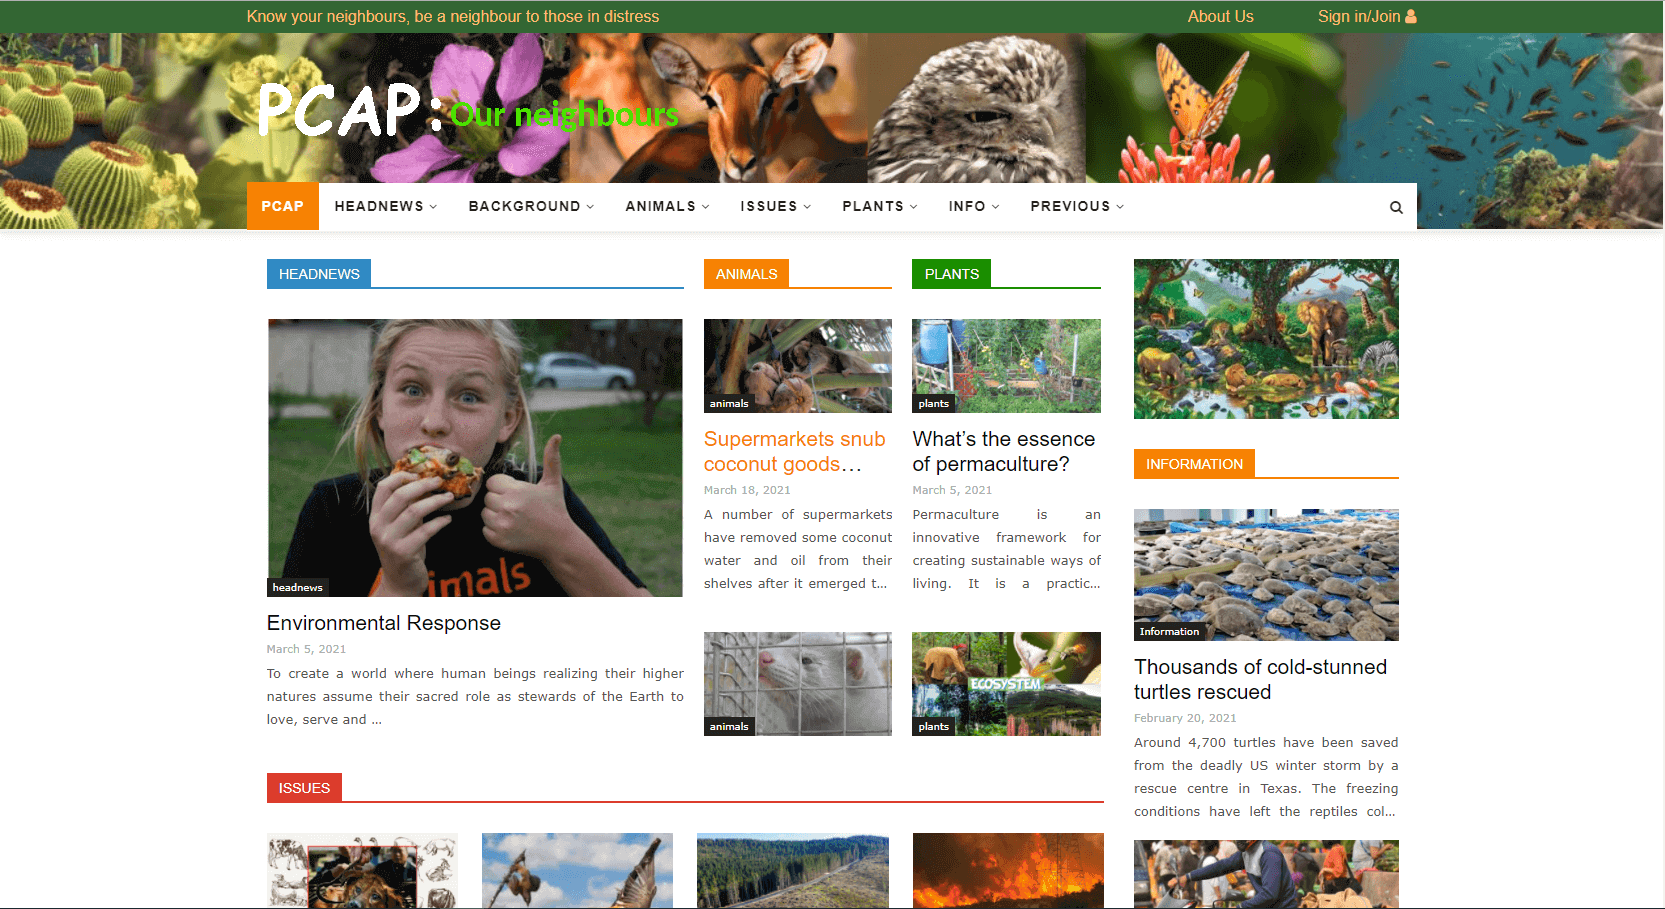 Know your neighbours, be a neighbour to those in distress
About Us
Sign in/Join
PCAP: Our neighbours
PCAP
HEADNEWS
BACKGROUND
ANIMALS
ISSUES
PLANTS
INFO
PREVIOUS
HEADNEWS
imals
headnews
Environmental Response
March 5, 2021
To create a world where human beings realizing their higher
natures assume their sacred role as stewards of the Earth to
love, serve and ...
ANIMALS
animals
Supermarkets snub
coconut goods...
March 18, 2021
A number of supermarkets
have removed some coconut
water and oil from their
shelves after it emerged t...
animals
PLANTS
plants
What’s the essence
of permaculture?
March 5, 2021
Permaculture is an
innovative framework for
creating sustainable ways of
living. It is a practic...
ECOSYSTEM
plants
INFORMATION
Information
Thousands of cold-stunned
turtles rescued
February 20, 2021
Around 4,700 turtles have been saved
from the deadly US winter storm by a
rescue centre in Texas. The freezing
conditions have left the reptiles col...
ISSUES